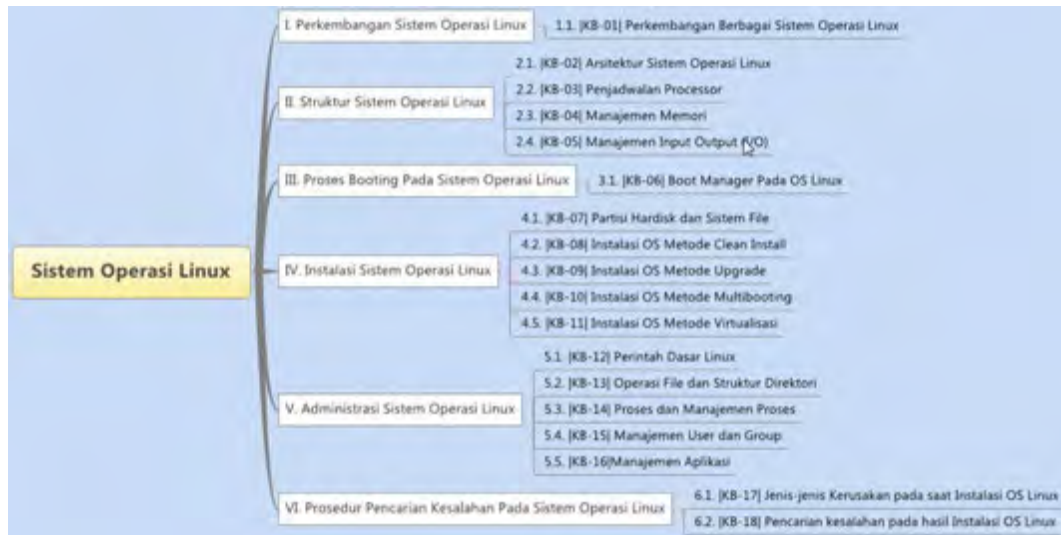 Sistem Operasi Linux
I. Perkembangan Sistem Operasi Linux
1.1. |KB-01| Perkembangan Berbagai Sistem Operasi Linux
II. Struktur Sistem Operasi Linux
2.1. |KB-02| Arsitektur Sistem Operasi Linux
2.2. |KB-03| Penjadwalan Processor
2.3. |KB-04| Manajemen Memori
2.4. |KB-05| Manajemen Input Output (I/O)
III. Proses Booting Pada Sistem Operasi Linux
3.1. |KB-06| Boot Manager Pada OS Linux
IV. Instalasi Sistem Operasi Linux
4.1. |KB-07| Partisi Hardisk dan Sistem File
4.2. |KB-08| Instalasi OS Metode Clean Install
4.3. |KB-09| Instalasi OS Metode Upgrade
4.4. |KB-10| Instalasi OS Metode Multibooting
4.5. |KB-11| Instalasi OS Metode Virtualisasi
V. Administrasi Sistem Operasi Linux
5.1. |KB-12| Perintah Dasar Linux
5.2. |KB-13| Operasi File dan Struktur Direktori
5.3. |KB-14| Proses dan Manajemen Proses
5.4. |KB-15| Manajemen User dan Group
5.5. |KB-16|Manajemen Aplikasi
VI. Prosedur Pencarian Kesalahan Pada Sistem Operasi Linux
6.1. |KB-17| Jenis-jenis Kerusakan pada saat Instalasi OS Linux
6.2. |KB-18| Pencarian kesalahan pada hasil Instalasi OS Linux